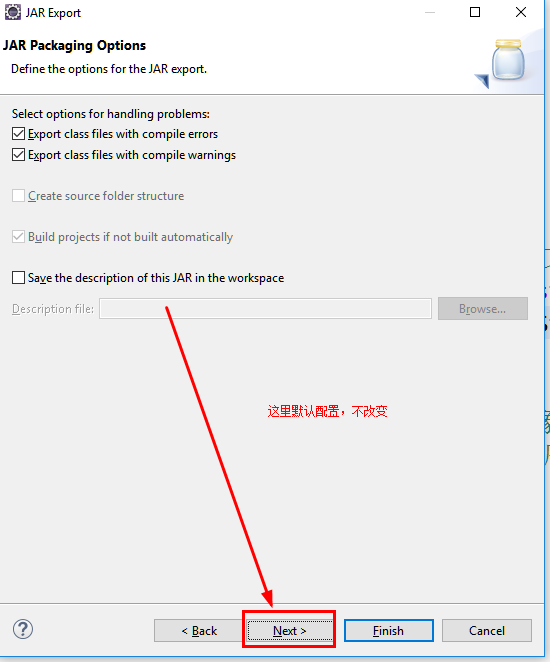 JAR Export
JAR Packaging Options
Define the options for the JAR export.
Select options for handling problems:
Export class files with compile errors
Export class files with compile warnings
Create source folder structure
Build projects if not built automatically
Save the description of this JAR in the workspace
Description file:
Browse...
这里默认配置，不改变
?
< Back
Next >
Finish
Cancel